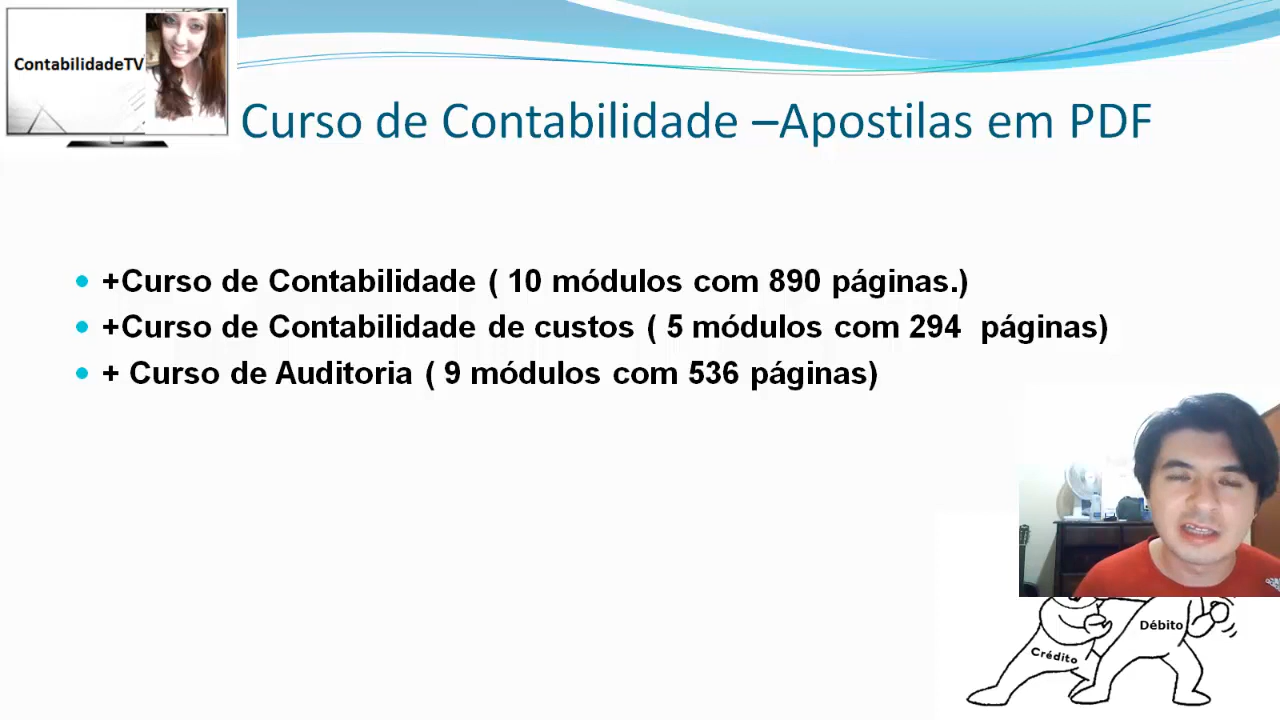 ContabilidadeTV
Curso de Contabilidade –Apostilas em PDF
+Curso de Contabilidade ( 10 módulos com 890 páginas.)
+Curso de Contabilidade de custos ( 5 módulos com 294 páginas)
+ Curso de Auditoria ( 9 módulos com 536 páginas)
Débito
Crédito